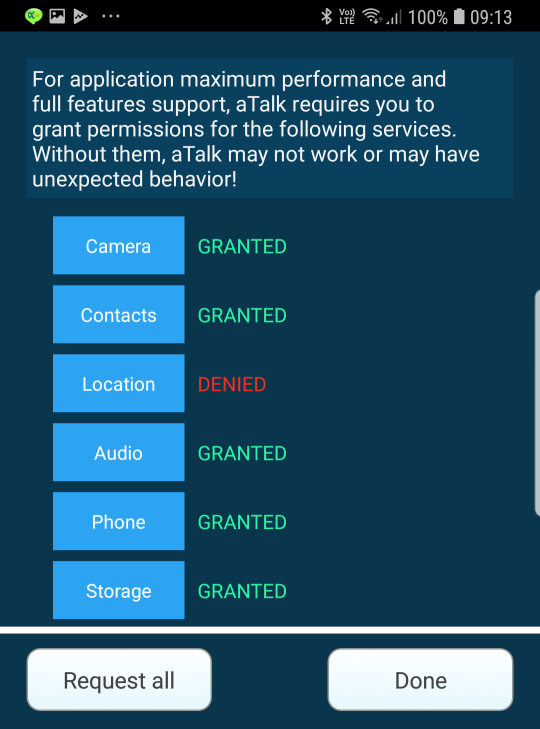 Vo)) LTE 100% 09:13
For application maximum performance and
full features support, aTalk requires you to
grant permissions for the following services.
Without them, aTalk may not work or may have
unexpected behavior!
Camera GRANTED
Contacts GRANTED
Location DENIED
Audio GRANTED
Phone GRANTED
Storage GRANTED
Request all Done